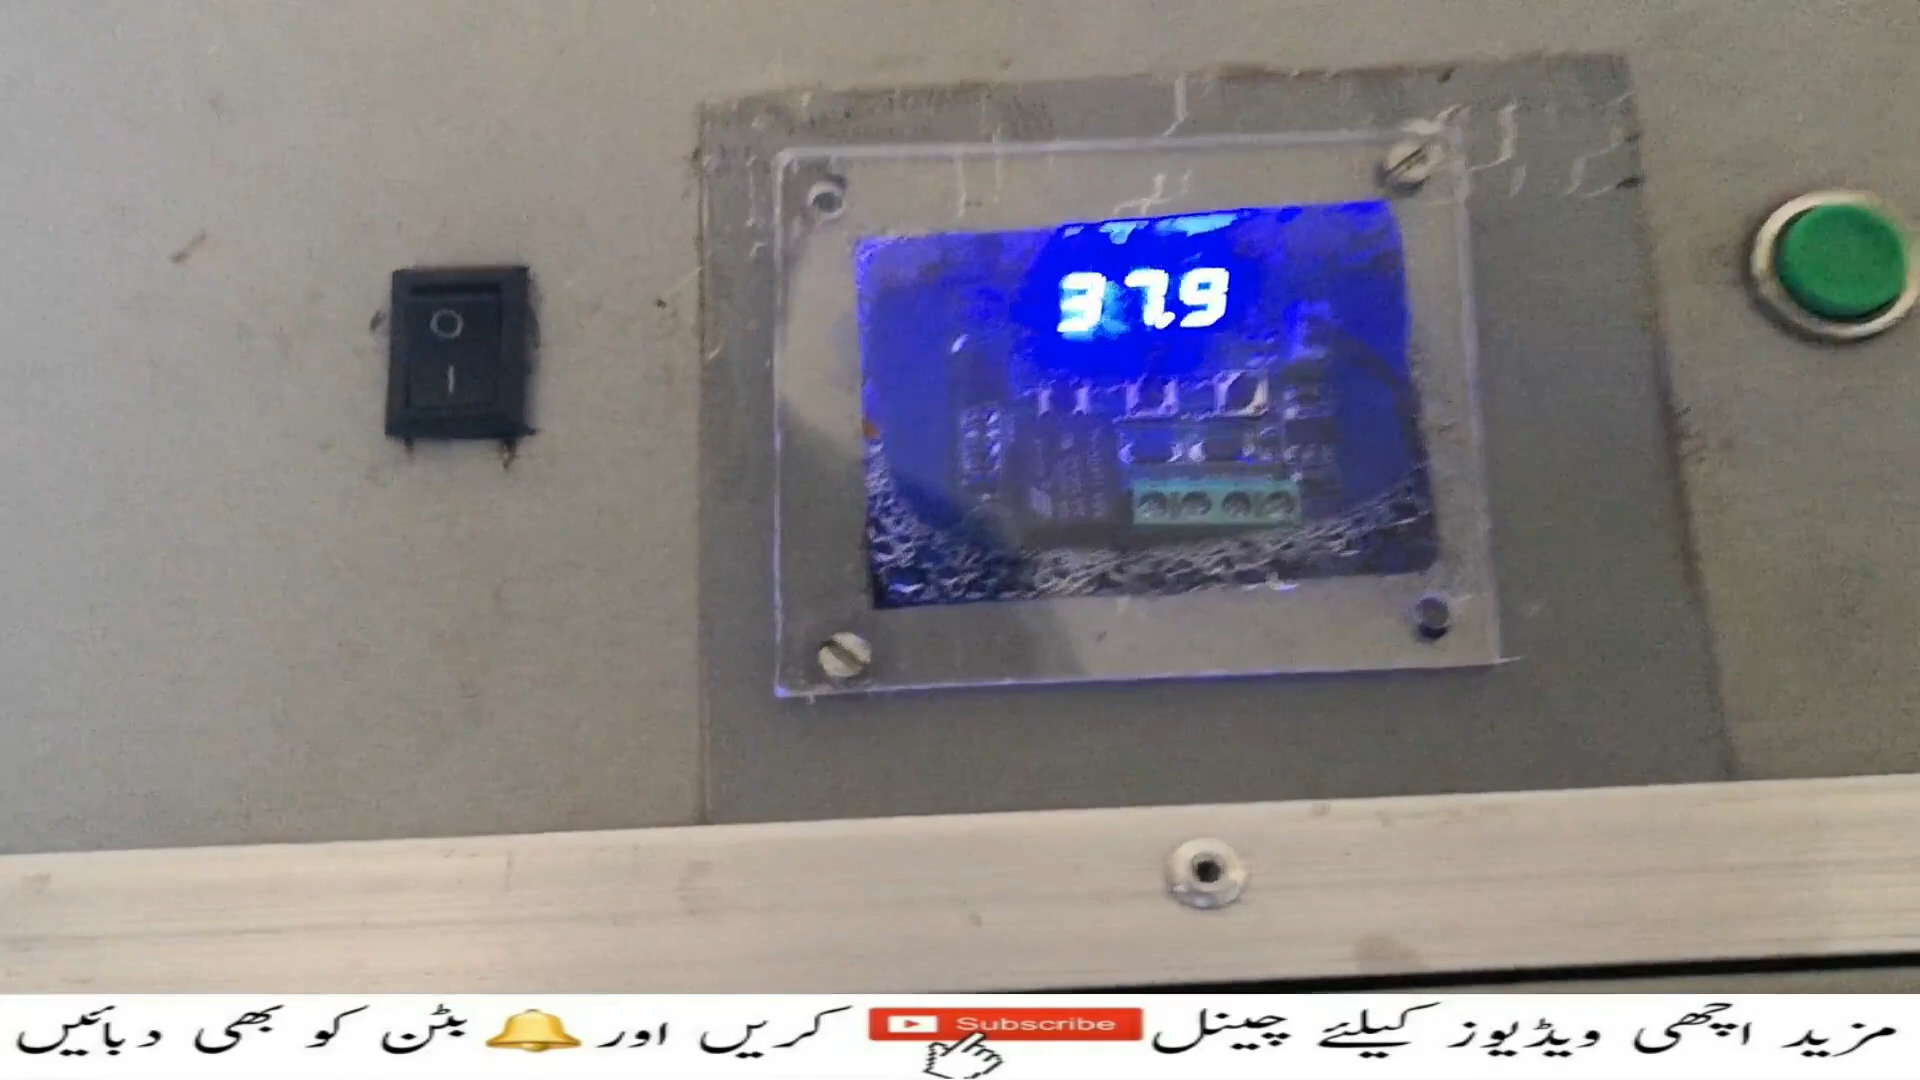 37.9
O
I
مزید اچھی ویڈیوز کیلئے چینل Subscribe کریں اور بٹن کو بھی دبائیں